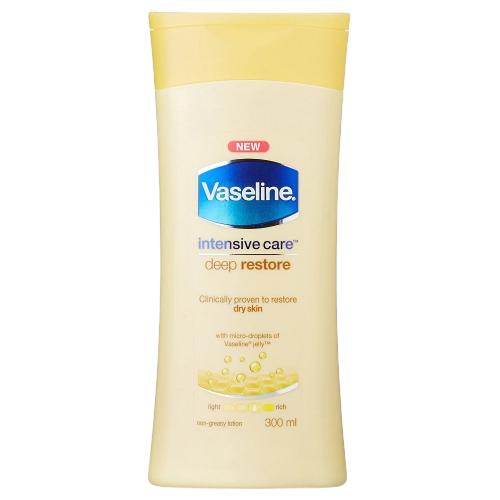 NEW
Vaseline®
intensive care™
deep restore
Clinically proven to restore
dry skin
with micro-droplets of
Vaseline® jelly™
light rich
non-greasy lotion 300 ml